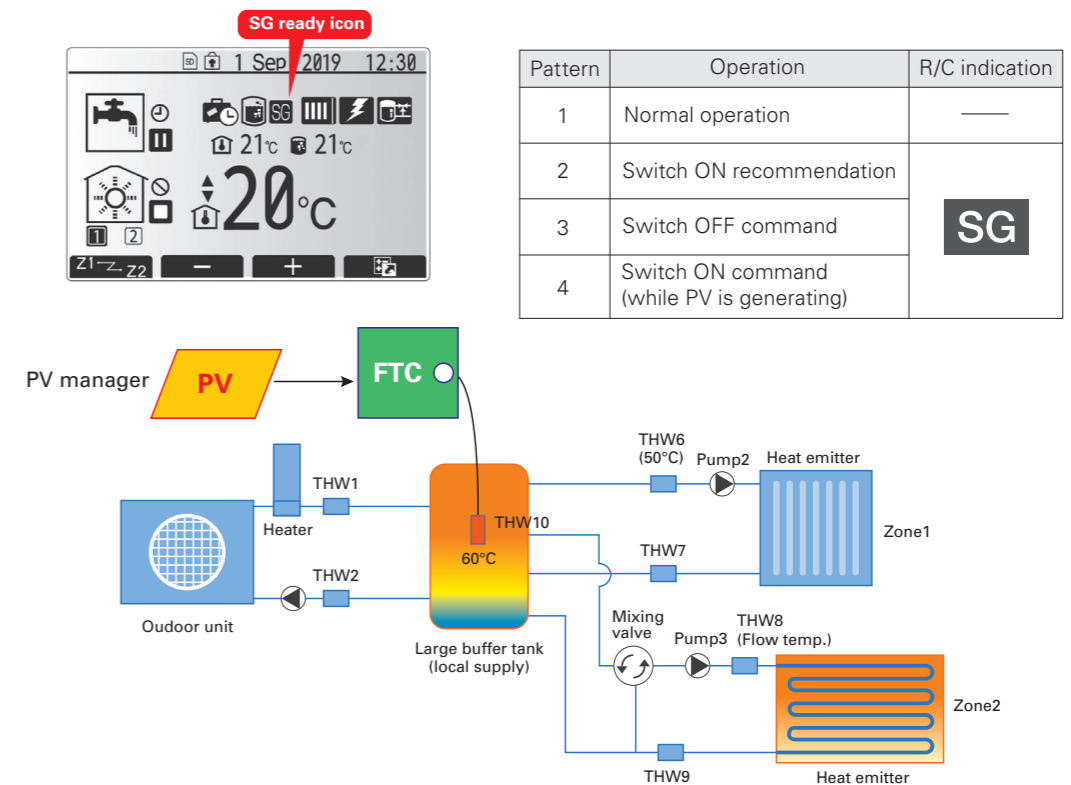 SG ready icon
1 Sep 2019 12:30
SG
21℃ 21℃
20°C
1 2
Z1 Z2 − +
Pattern Operation R/C indication
1 Normal operation ——
2 Switch ON recommendation
3 Switch OFF command
SG
4 Switch ON command
(while PV is generating)
PV manager
PV
FTC
THW1
Heater
THW2
Oudoor unit
THW10
60°C
Large buffer tank
(local supply)
THW6
(50°C)
Pump2
Heat emitter
Zone1
THW7
Mixing
valve
Pump3
THW8
(Flow temp.)
Zone2
THW9
Heat emitter